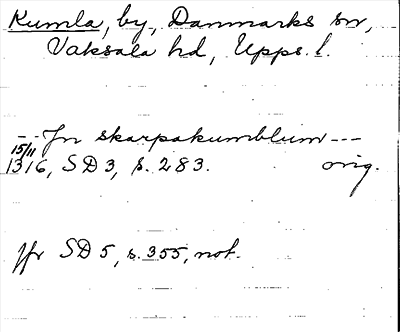 Kumla, by, Danmarks sn,
Vaksala hd, Upps. l.
-- Jn skarpakumblum ---
15/11
1316, SD 3, s. 283. orig.
jfr SD 5, s. 355, not.